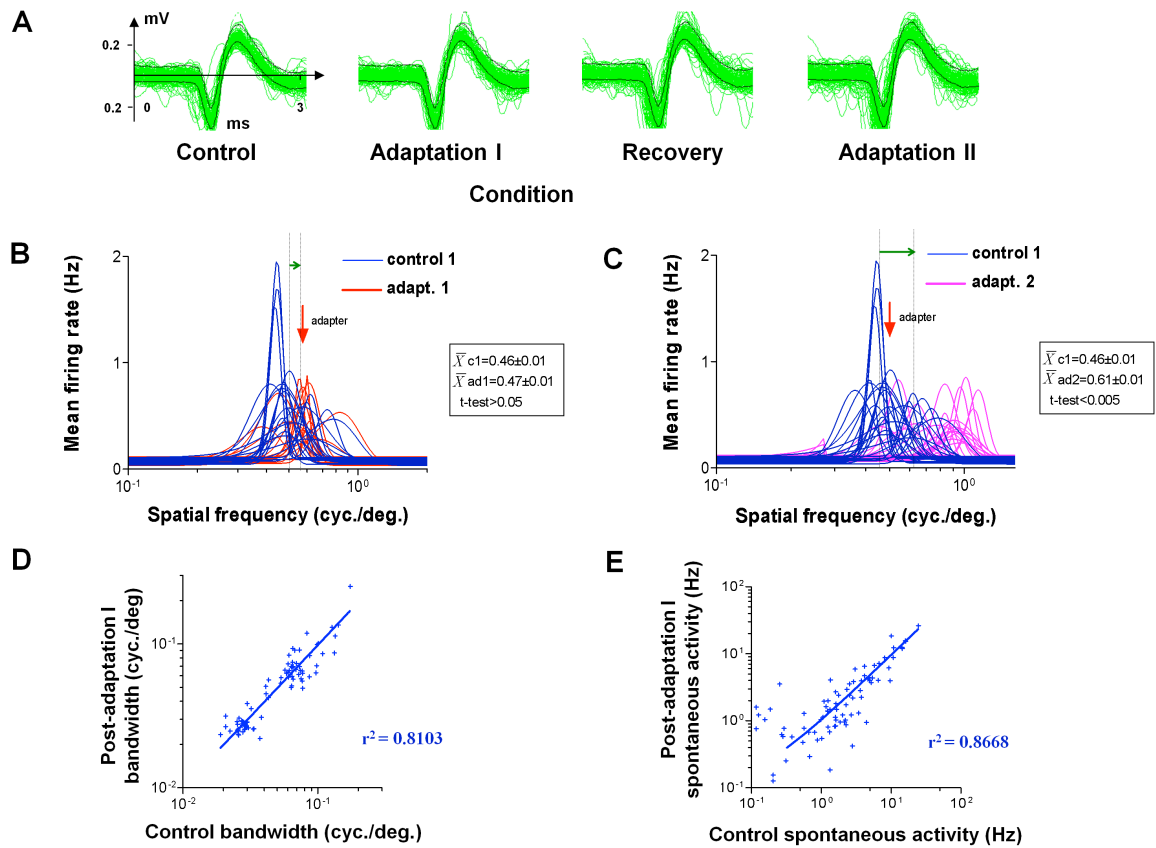 A
mV
0.2
0.2
0
3
ms
Control
Adaptation I
Recovery
Adaptation II
Condition
B
Mean firing rate (Hz)
2
1
0
10⁻¹
10⁰
Spatial frequency (cyc./deg.)
control 1
adapt. 1
adapter
X̅ c1=0.46±0.01
X̅ ad1=0.47±0.01
t-test>0.05
C
Mean firing rate (Hz)
2
1
0
10⁻¹
10⁰
Spatial frequency (cyc./deg.)
control 1
adapt. 2
adapter
X̅ c1=0.46±0.01
X̅ ad2=0.61±0.01
t-test<0.005
D
Post-adaptation I
bandwidth (cyc./deg)
10⁻¹
10⁻²
10⁻²
10⁻¹
Control bandwidth (cyc./deg.)
r² = 0.8103
E
Post-adaptation I
spontaneous activity (Hz)
10²
10¹
10⁰
10⁻¹
10⁻¹
10⁰
10¹
10²
Control spontaneous activity (Hz)
r² = 0.8668